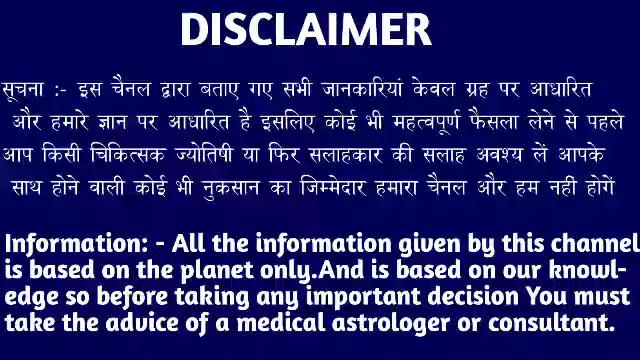 DISCLAIMER
सूचना :- इस चैनल द्वारा बताए गए सभी जानकारियां केवल ग्रह पर आधारित
और हमारे ज्ञान पर आधारित है इसलिए कोई भी महत्वपूर्ण फैसला लेने से पहले
आप किसी चिकित्सक ज्योतिषी या फिर सलाहकार की सलाह अवश्य लें आपके
साथ होने वाली कोई भी नुकसान का जिम्मेदार हमारा चैनल और हम नहीं होगें
Information: - All the information given by this channel
is based on the planet only.And is based on our knowl-
edge so before taking any important decision You must
take the advice of a medical astrologer or consultant.